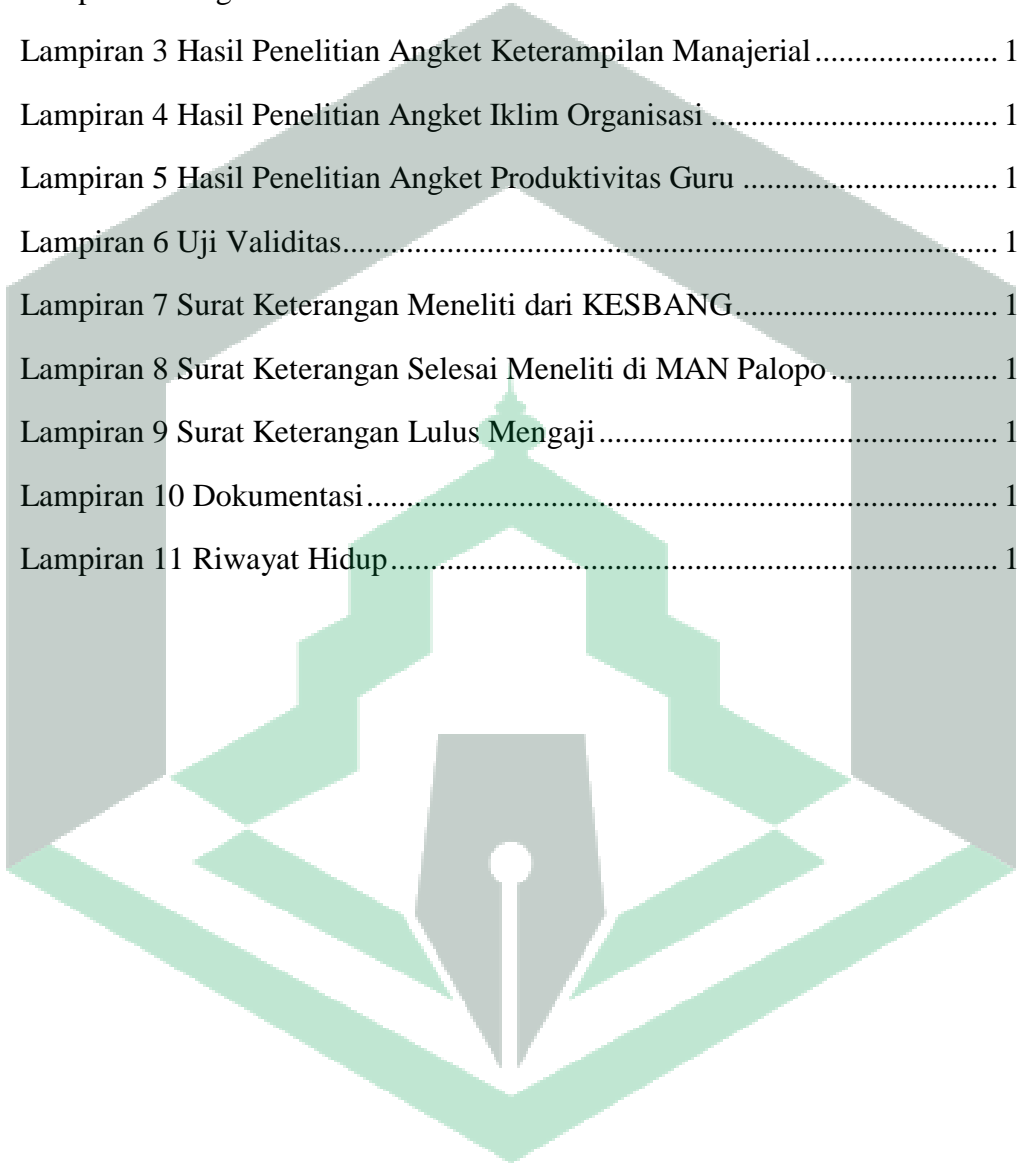 Lampiran 3 Hasil Penelitian Angket Keterampilan Manajerial ..................... 1
Lampiran 4 Hasil Penelitian Angket Iklim Organisasi ................................. 1
Lampiran 5 Hasil Penelitian Angket Produktivitas Guru ............................. 1
Lampiran 6 Uji Validitas.............................................................................. 1
Lampiran 7 Surat Keterangan Meneliti dari KESBANG.............................. 1
Lampiran 8 Surat Keterangan Selesai Meneliti di MAN Palopo................... 1
Lampiran 9 Surat Keterangan Lulus Mengaji.............................................. 1
Lampiran 10 Dokumentasi........................................................................... 1
Lampiran 11 Riwayat Hidup........................................................................ 1